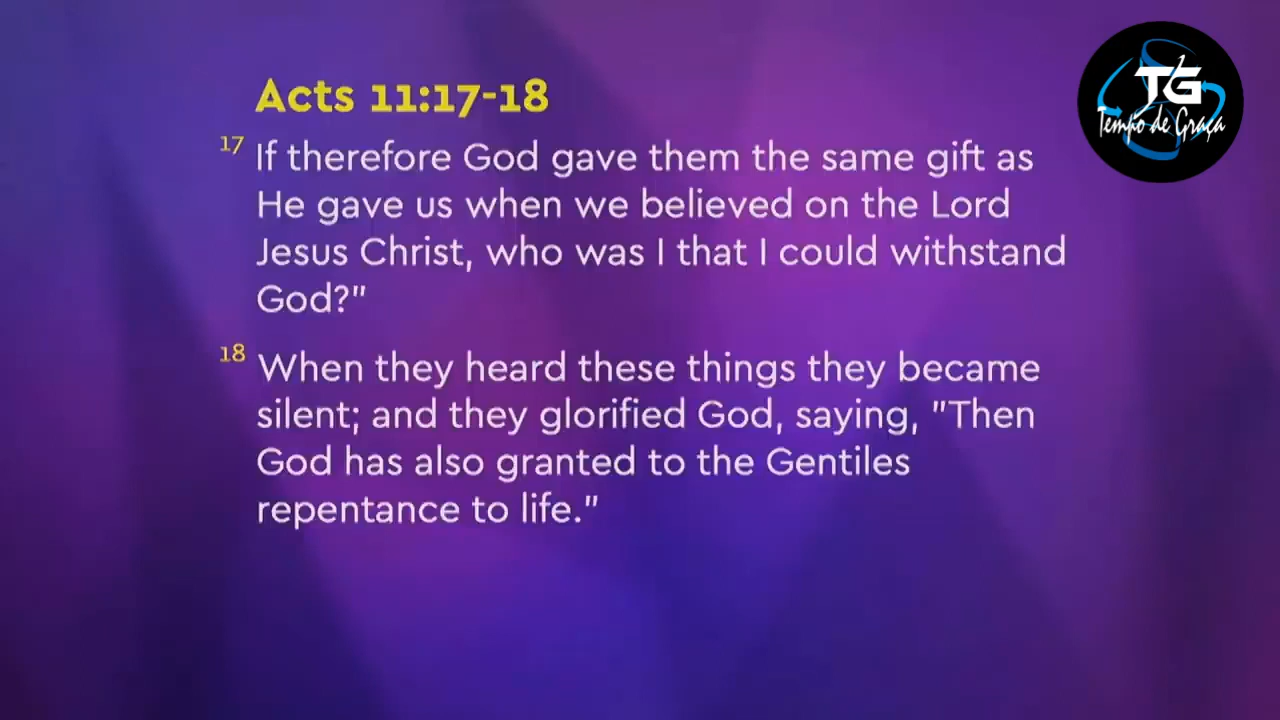 Acts 11:17-18
17 If therefore God gave them the same gift as
He gave us when we believed on the Lord
Jesus Christ, who was I that I could withstand
God?"
18 When they heard these things they became
silent; and they glorified God, saying, "Then
God has also granted to the Gentiles
repentance to life."
TG
Tempo de Graça